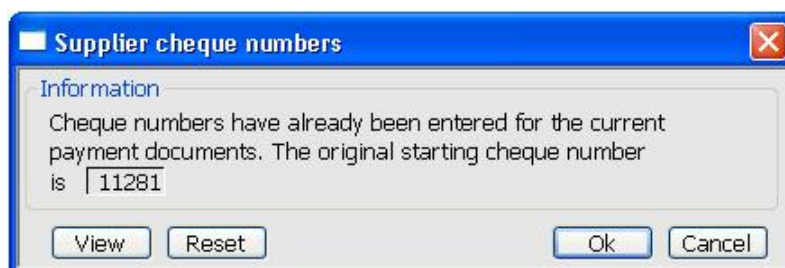 Supplier cheque numbers
Information
Cheque numbers have already been entered for the current
payment documents. The original starting cheque number
is 11281
View Reset Ok Cancel